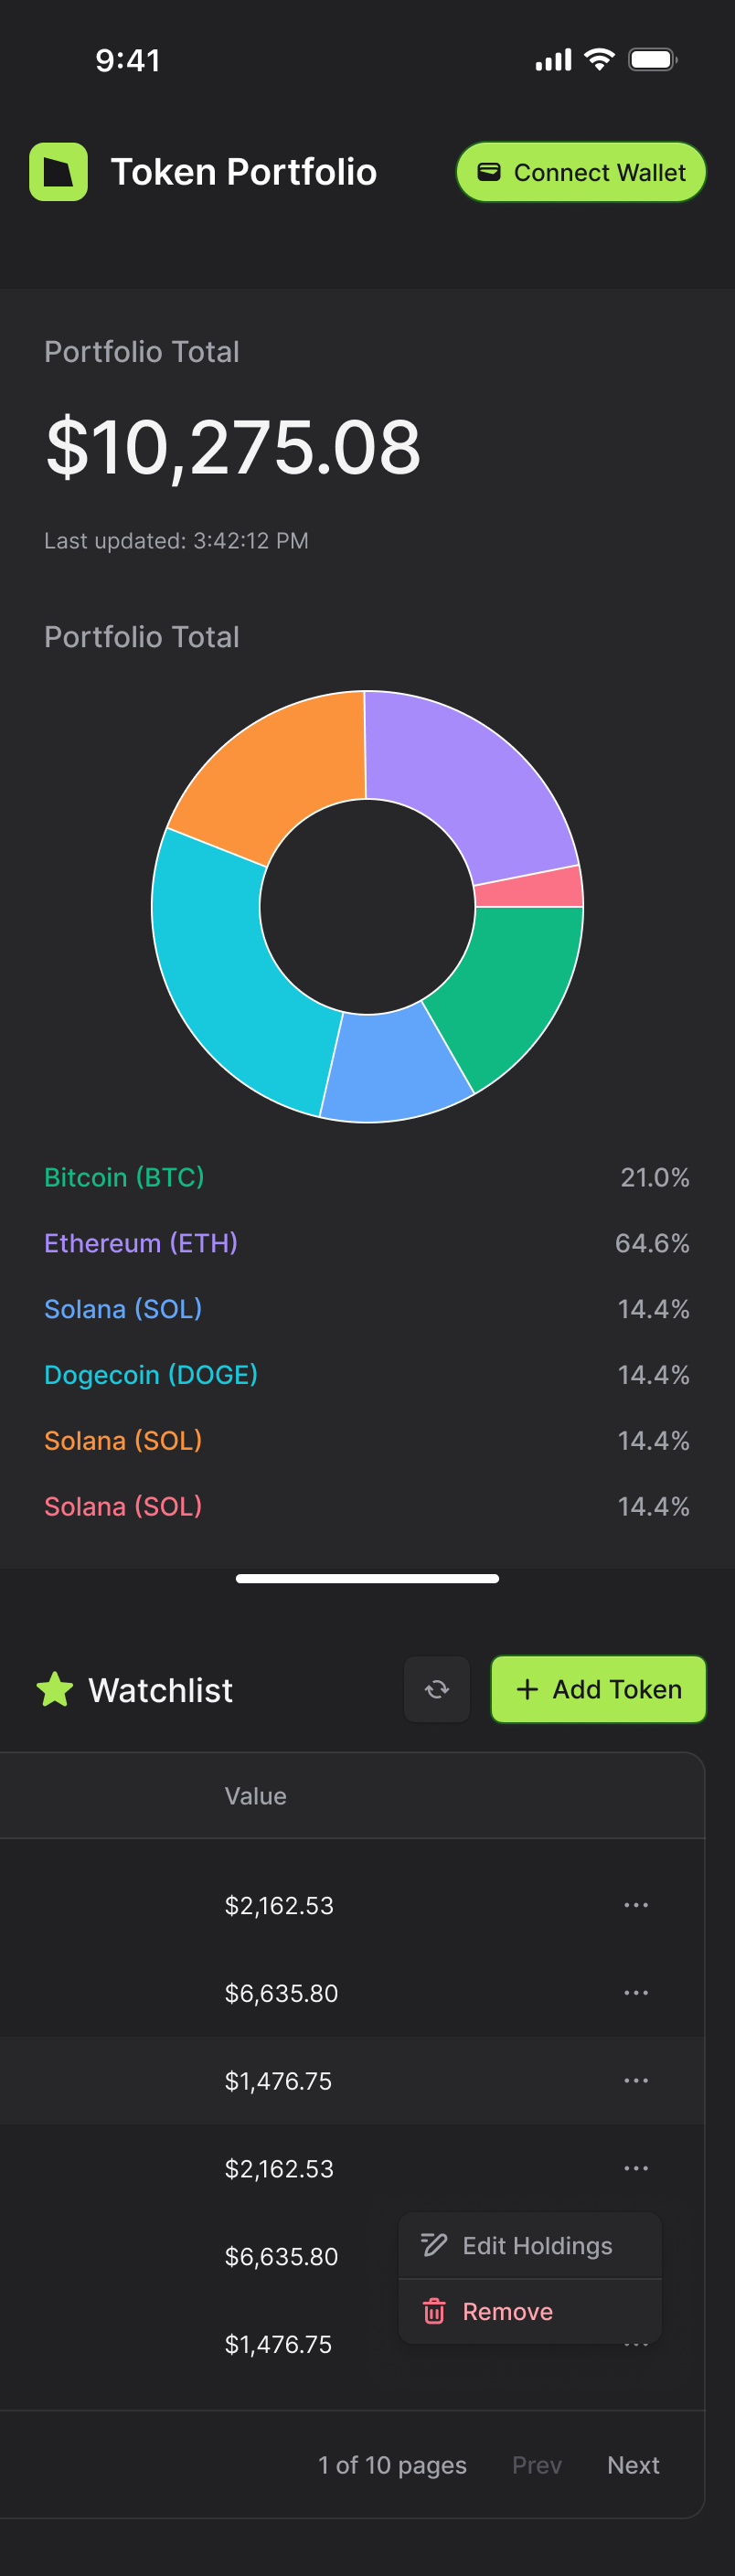 9:41
Token Portfolio
Connect Wallet
Portfolio Total
$10,275.08
Last updated: 3:42:12 PM
Portfolio Total
Bitcoin (BTC) 21.0%
Ethereum (ETH) 64.6%
Solana (SOL) 14.4%
Dogecoin (DOGE) 14.4%
Solana (SOL) 14.4%
Solana (SOL) 14.4%
Watchlist
+ Add Token
Value
$2,162.53 ...
$6,635.80 ...
$1,476.75 ...
$2,162.53 ...
Edit Holdings
$6,635.80
Remove
$1,476.75 ...
1 of 10 pages Prev Next